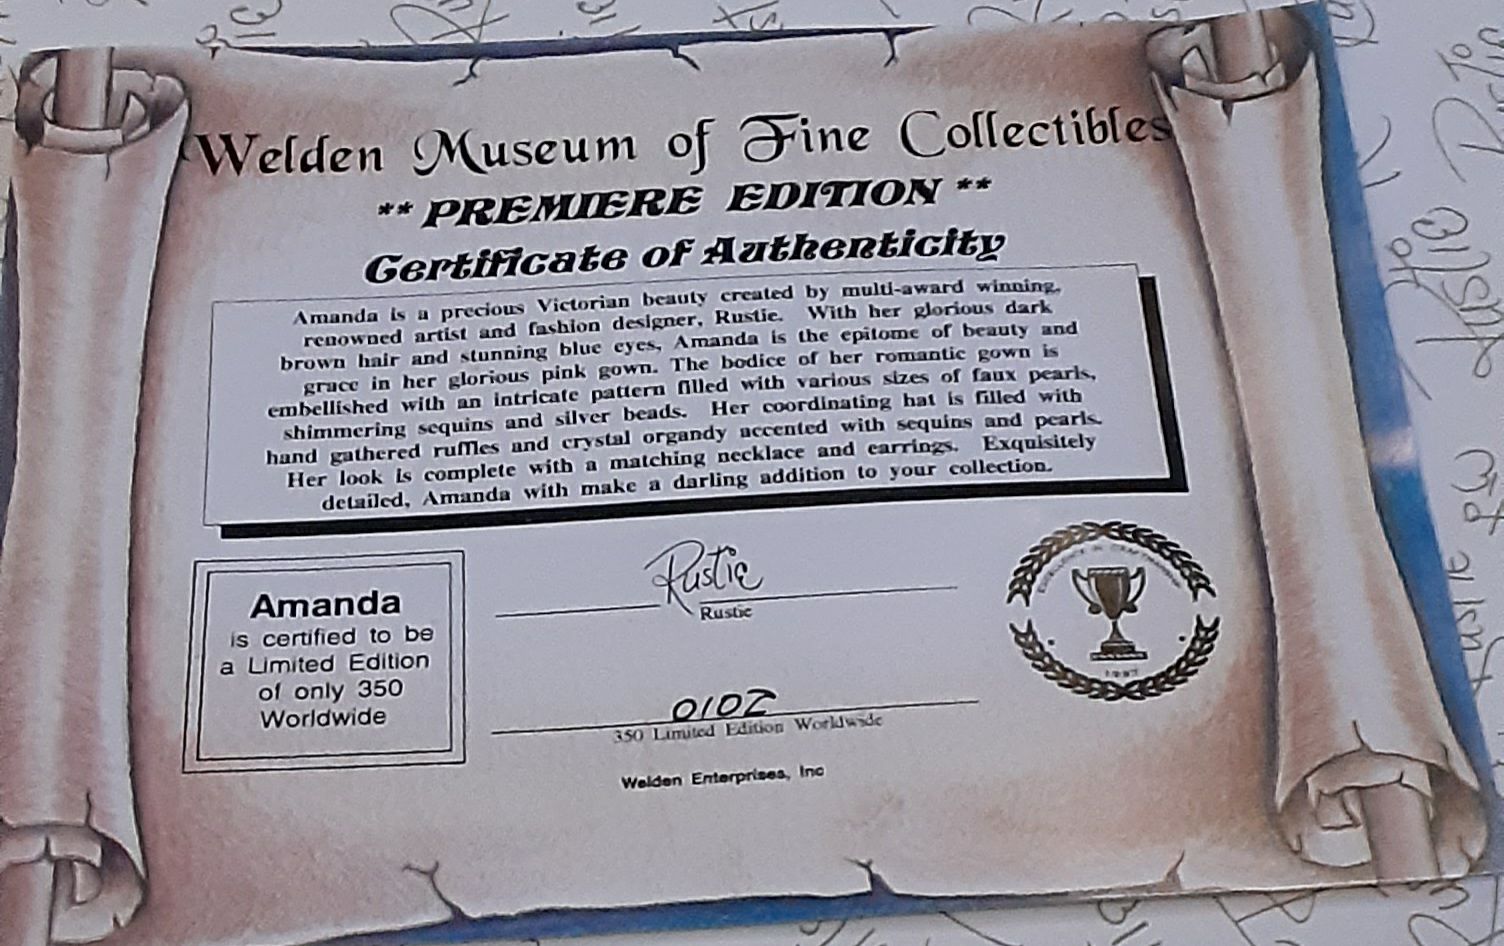 Welden Museum of Fine Collectibles
** PREMIERE EDITION **
Certificate of Authenticity
Amanda is a precious Victorian beauty created by multi-award winning,
renowned artist and fashion designer, Rustie. With her glorious dark
brown hair and stunning blue eyes, Amanda is the epitome of beauty and
grace in her glorious pink gown. The bodice of her romantic gown is
embellished with an intricate pattern filled with various sizes of faux pearls,
shimmering sequins and silver beads. Her coordinating hat is filled with
hand gathered ruffles and crystal organdy accented with sequins and pearls.
Her look is complete with a matching necklace and earrings. Exquisitely
detailed, Amanda with make a darling addition to your collection.
Amanda
is certified to be
a Limited Edition
of only 350
Worldwide
Rustie
Rustie
0102
350 Limited Edition Worldwide
Welden Enterprises, Inc